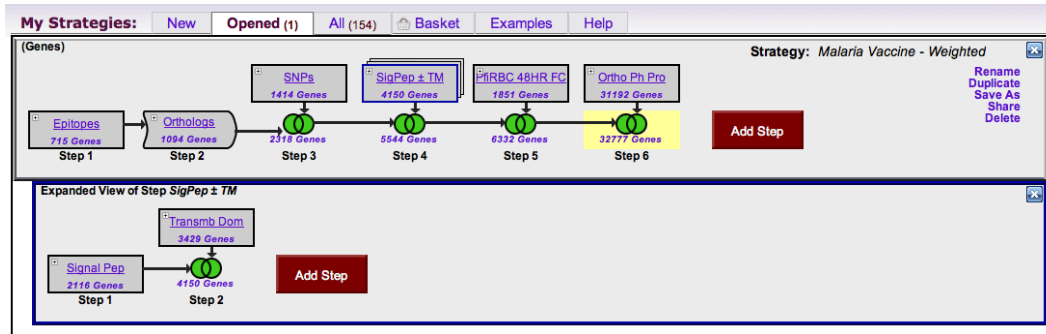 My Strategies: New Opened (1) All (154) Basket Examples Help
(Genes)
Strategy: Malaria Vaccine - Weighted
Rename
Duplicate
Save As
Share
Delete
SNPs
1414 Genes
SigPep ± TM
4150 Genes
PfiRBC 48HR FC
1851 Genes
Ortho Ph Pro
31192 Genes
Epitopes
715 Genes
Orthologs
1094 Genes
2318 Genes
5544 Genes
6332 Genes
32777 Genes
Add Step
Step 1 Step 2 Step 3 Step 4 Step 5 Step 6
Expanded View of Step SigPep ± TM
Transmb Dom
3429 Genes
Signal Pep
2116 Genes
4150 Genes
Add Step
Step 1 Step 2